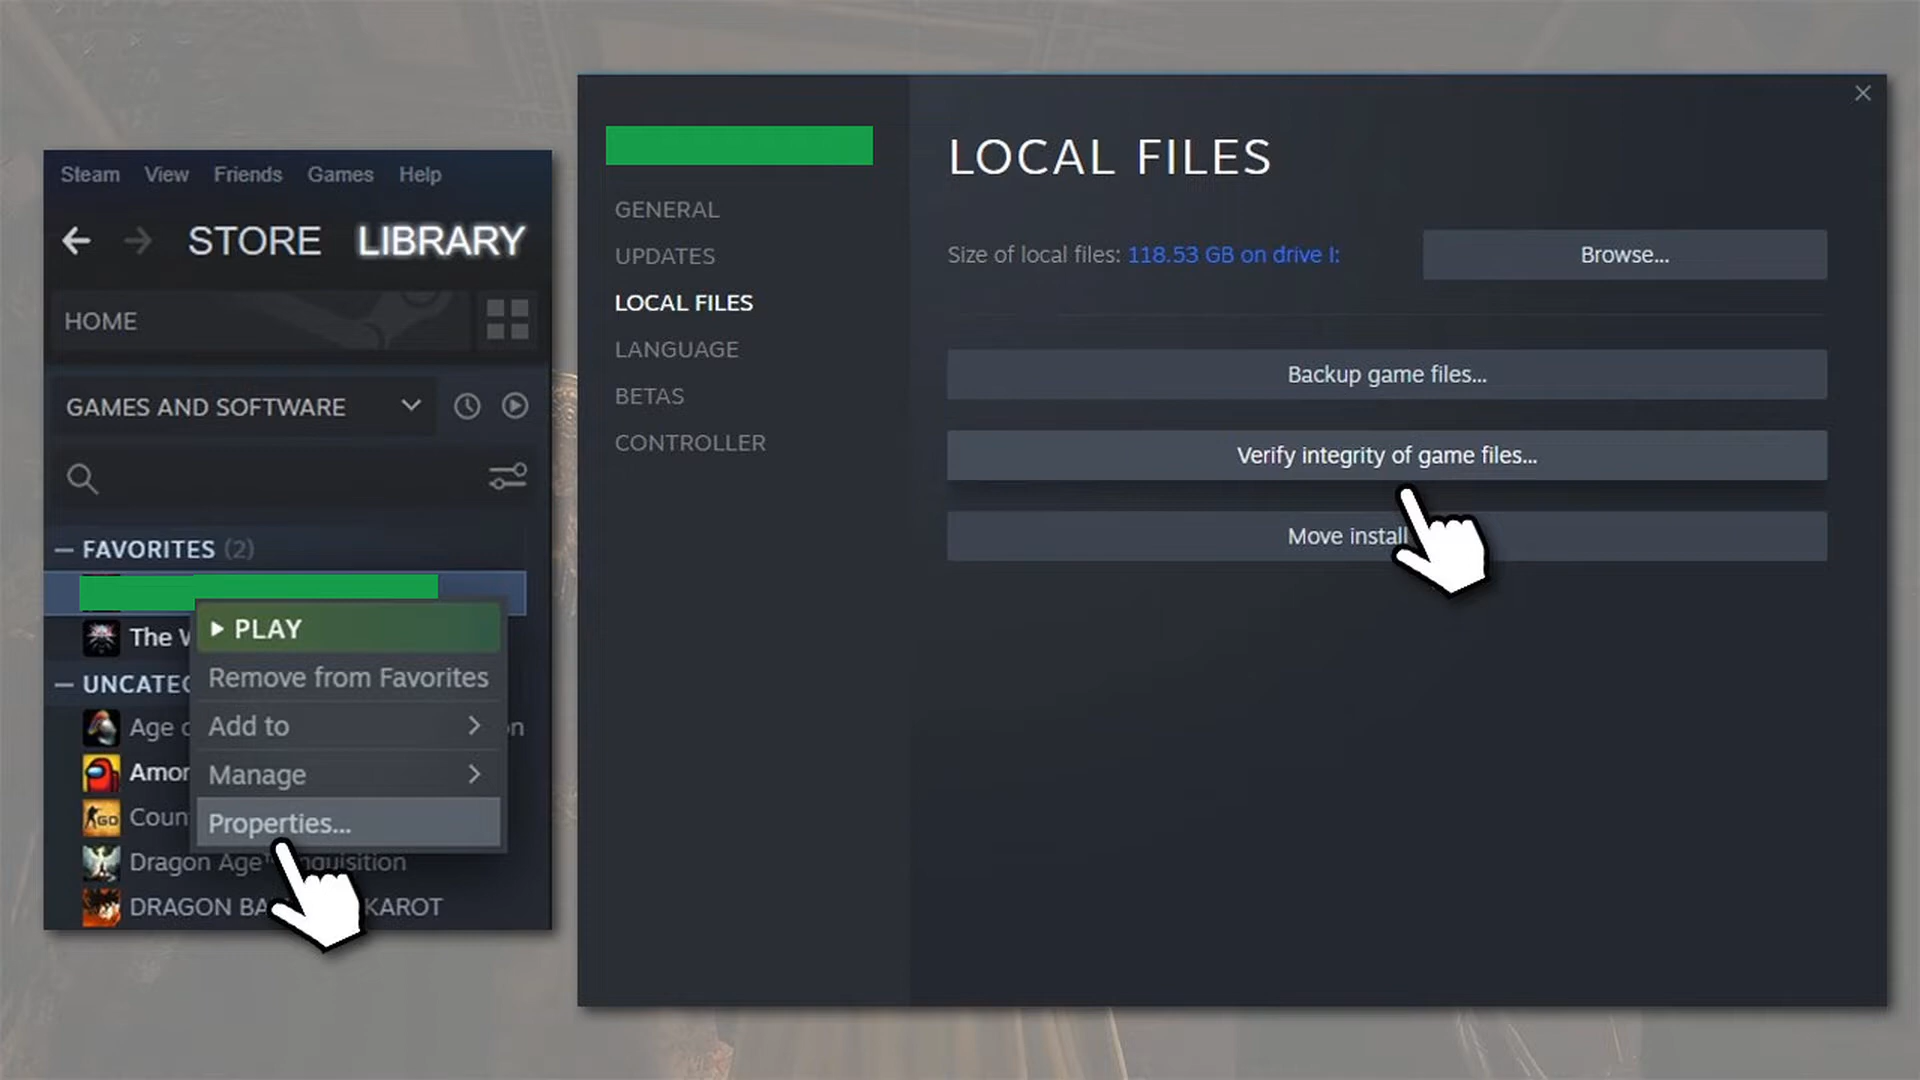 Steam View Friends Games Help
STORE LIBRARY
HOME
GAMES AND SOFTWARE
— FAVORITES (2)
PLAY
The W
Remove from Favorites
— UNCATEG
Add to
Age o
Manage
Amon
Properties...
Coun
GO
Dragon Age
quisition
DRAGON BA
KAROT
LOCAL FILES
GENERAL
UPDATES
LOCAL FILES
LANGUAGE
BETAS
CONTROLLER
Size of local files: 118.53 GB on drive I:
Browse...
Backup game files...
Verify integrity of game files...
Move install